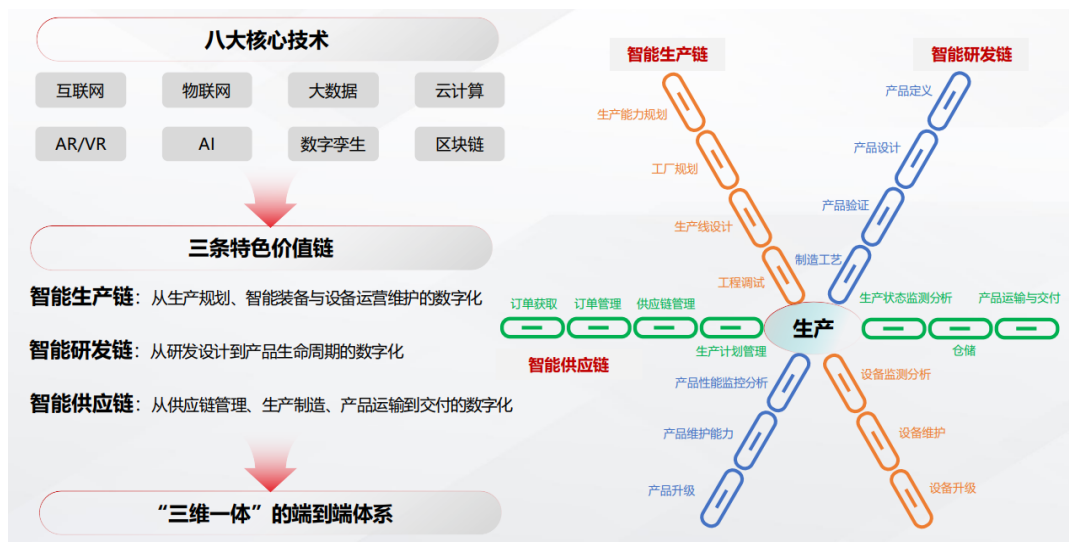 八大核心技术
互联网
物联网
大数据
云计算
AR/VR
AI
数字孪生
区块链
三条特色价值链
智能生产链：从生产规划、智能装备与设备运营维护的数字化
智能研发链：从研发设计到产品生命周期的数字化
智能供应链：从供应链管理、生产制造、产品运输到交付的数字化
“三维一体”的端到端体系
智能生产链
智能研发链
生产能力规划
工厂规划
生产线设计
工程调试
产品定义
产品设计
产品验证
制造工艺
订单获取
订单管理
供应链管理
生产计划管理
智能供应链
生产
生产状态监测分析
产品运输与交付
仓储
产品性能监控分析
产品维护能力
产品升级
设备监测分析
设备维护
设备升级